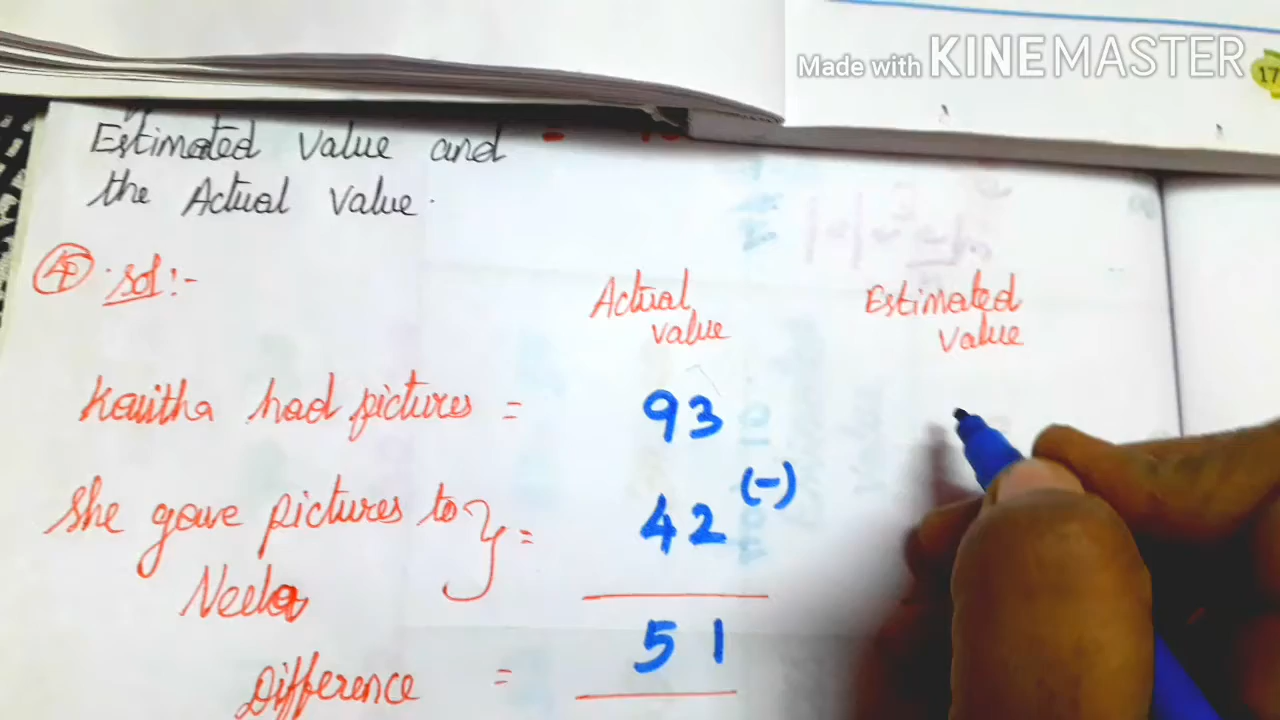 Made with KINEMASTER
17
Estimated Value and
the Actual Value.
4 . Sol:-
Actual Value
Estimated Value
Kavitha had pictures = 93
She gave pictures to Neela } = 42 (-)
Difference = 51